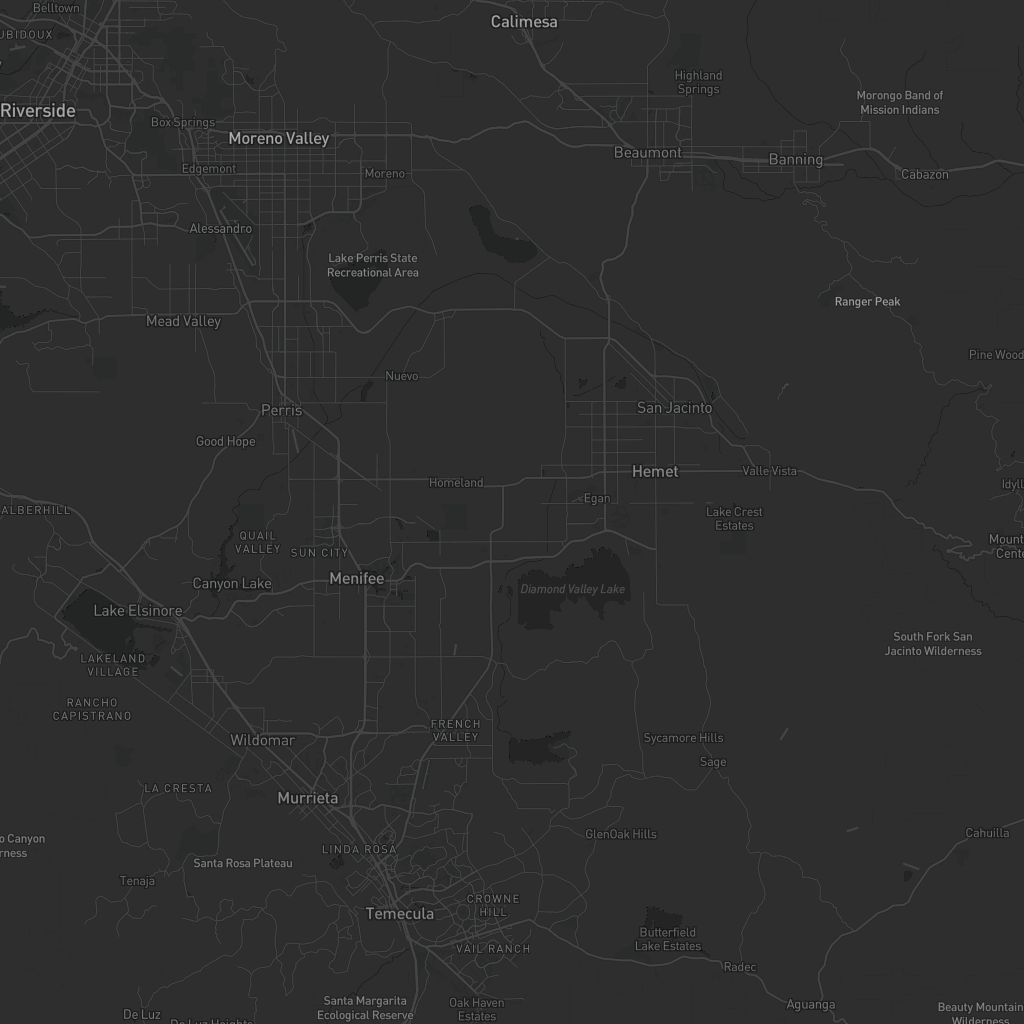 Belltown
Calimesa
UBIDOUX
Highland
Springs
Morongo Band of
Mission Indians
Riverside
Box Springs
Moreno Valley
Beaumont
Banning
Edgemont
Moreno
Cabazon
Alessandro
Lake Perris State
Recreational Area
Ranger Peak
Mead Valley
Pine Wood
Nuevo
Perris
San Jacinto
Good Hope
Hemet
Valle Vista
Homeland
Idyll
Egan
ALBERHILL
Lake Crest
Estates
QUAIL
VALLEY
SUN CITY
Mount
Cente
Canyon Lake
Menifee
Diamond Valley Lake
Lake Elsinore
South Fork San
Jacinto Wilderness
LAKELAND
VILLAGE
RANCHO
CAPISTRANO
FRENCH
VALLEY
Wildomar
Sycamore Hills
Sage
LA CRESTA
Murrieta
o Canyon
rness
GlenOak Hills
Cahuilla
LINDA ROSA
Santa Rosa Plateau
Tenaja
CROWNE
HILL
Temecula
Butterfield
Lake Estates
VAIL RANCH
Radec
Santa Margarita
Ecological Reserve
Oak Haven
Estates
Aguanga
Beauty Mountain
Wilderness
De Luz
De Luz Heights